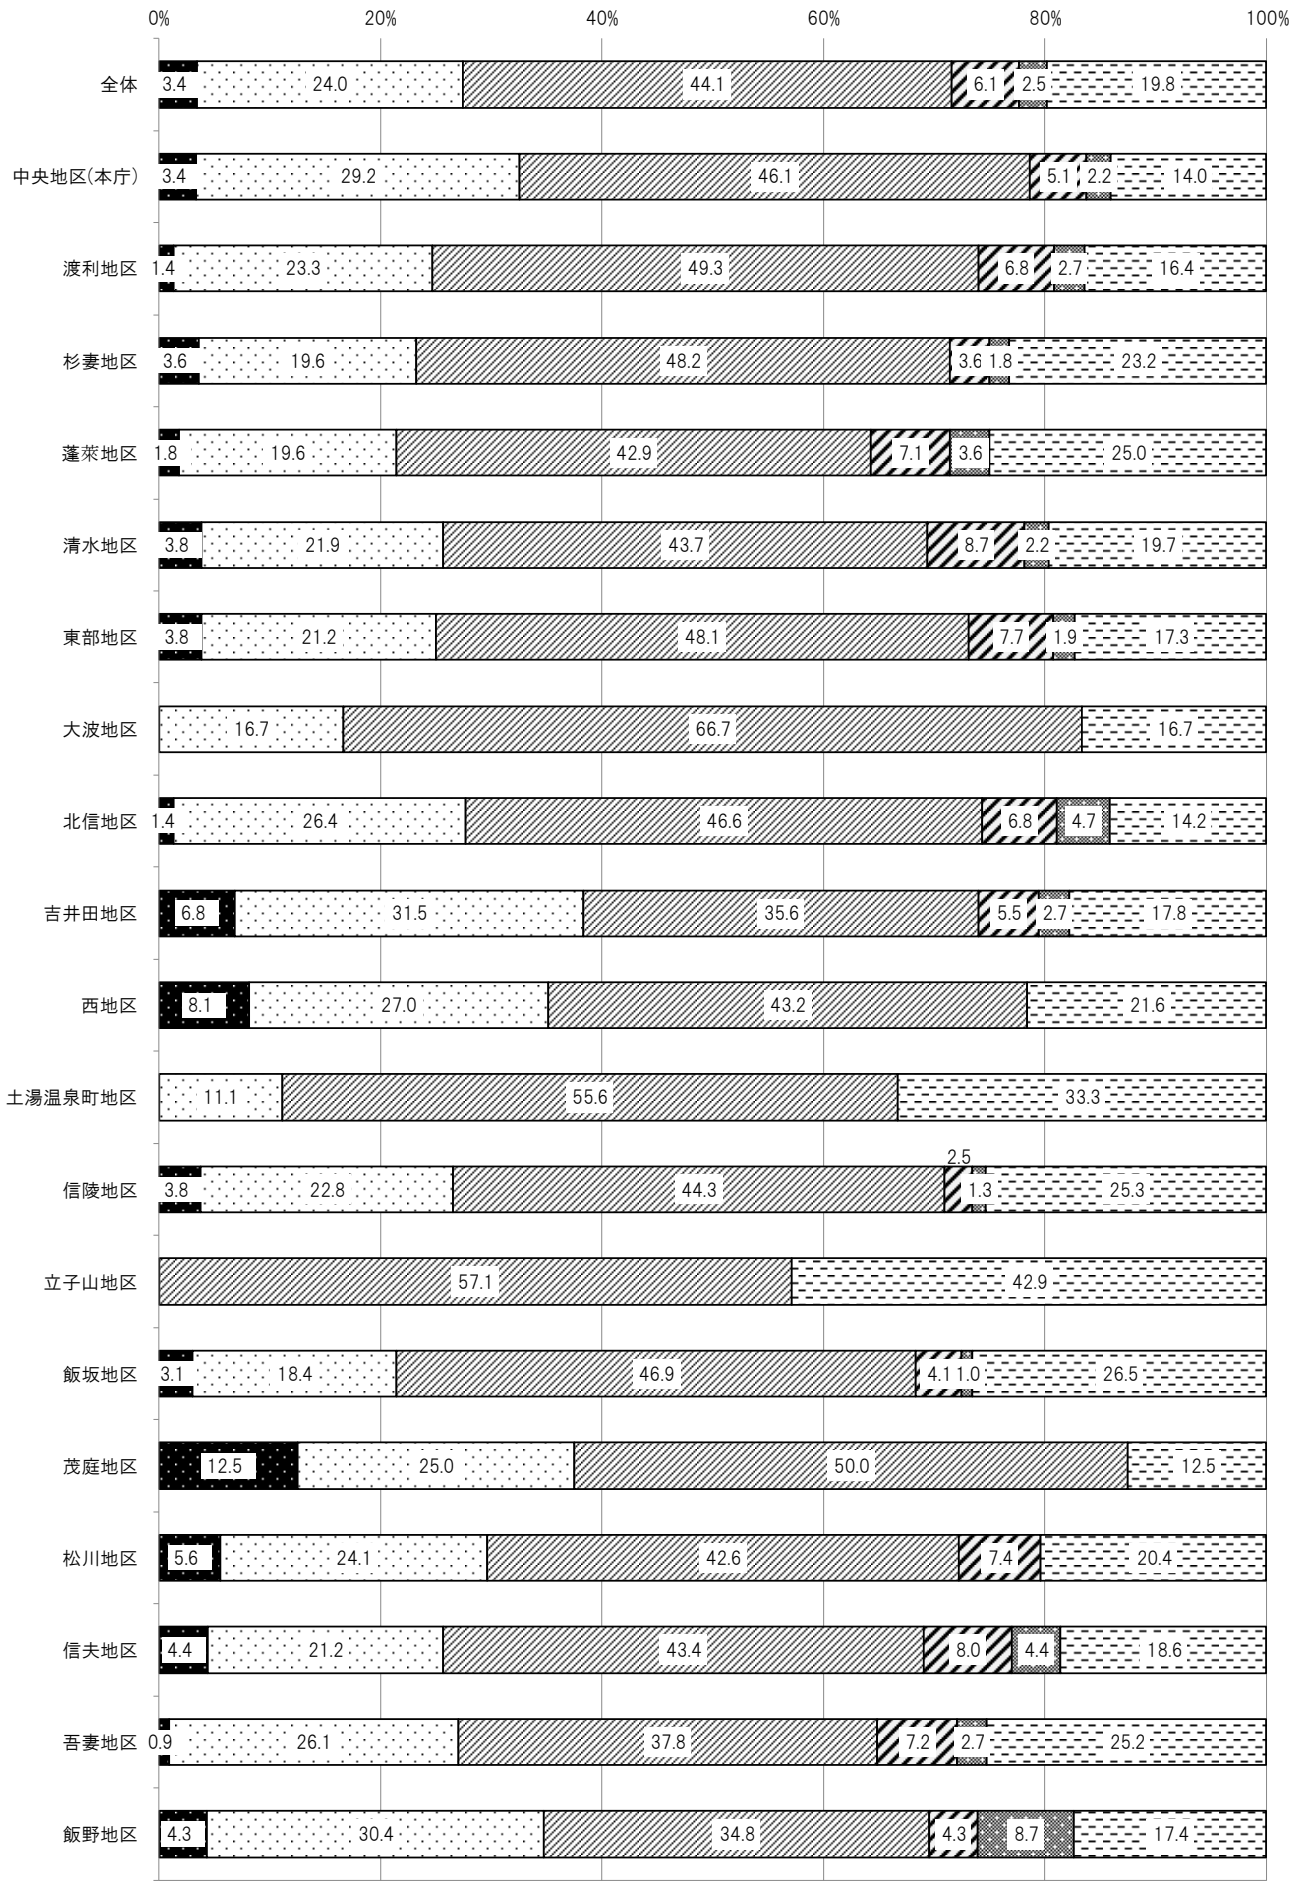 0% 20% 40% 60% 80% 100%
全体 3.4 24.0 44.1 6.1 2.5 19.8
中央地区(本庁) 3.4 29.2 46.1 5.1 2.2 14.0
渡利地区 1.4 23.3 49.3 6.8 2.7 16.4
杉妻地区 3.6 19.6 48.2 3.6 1.8 23.2
蓬莱地区 1.8 19.6 42.9 7.1 3.6 25.0
清水地区 3.8 21.9 43.7 8.7 2.2 19.7
東部地区 3.8 21.2 48.1 7.7 1.9 17.3
大波地区 16.7 66.7 16.7
北信地区 1.4 26.4 46.6 6.8 4.7 14.2
吉井田地区 6.8 31.5 35.6 5.5 2.7 17.8
西地区 8.1 27.0 43.2 21.6
土湯温泉町地区 11.1 55.6 33.3
信陵地区 3.8 22.8 44.3 2.5 1.3 25.3
立子山地区 57.1 42.9
飯坂地区 3.1 18.4 46.9 4.1 1.0 26.5
茂庭地区 12.5 25.0 50.0 12.5
松川地区 5.6 24.1 42.6 7.4 20.4
信夫地区 4.4 21.2 43.4 8.0 4.4 18.6
吾妻地区 0.9 26.1 37.8 7.2 2.7 25.2
飯野地区 4.3 30.4 34.8 4.3 8.7 17.4